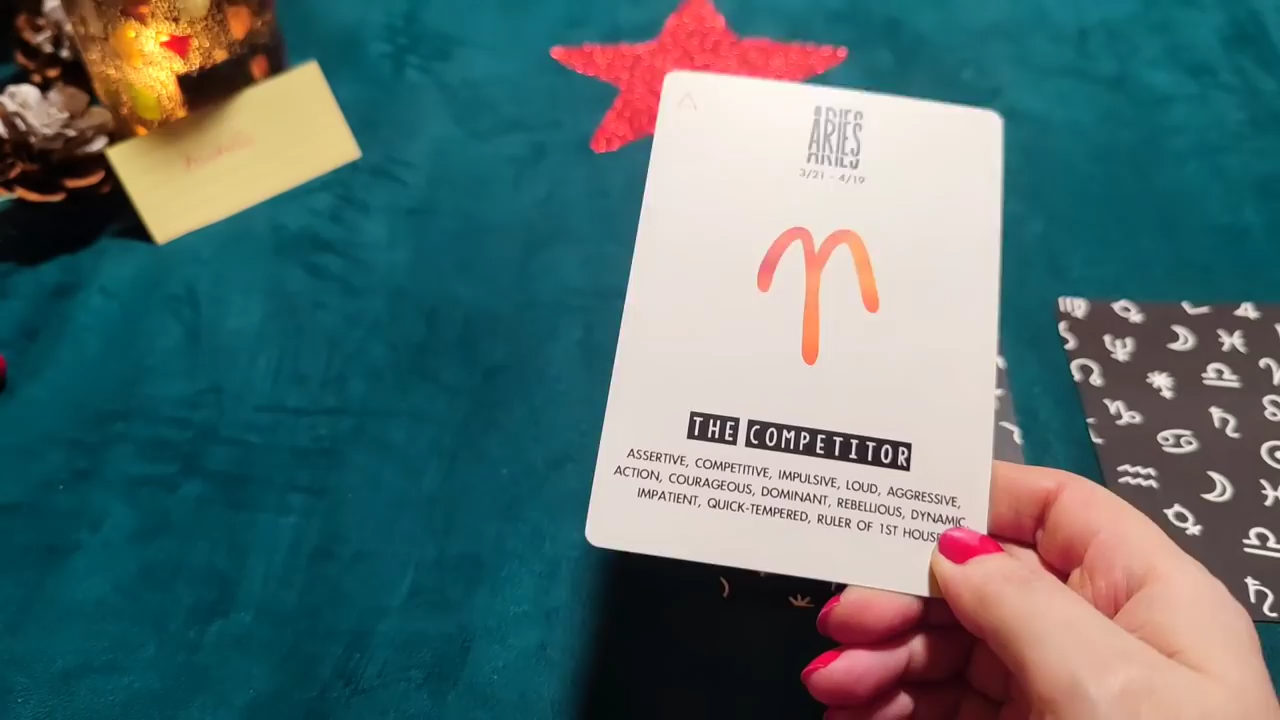 ARIES
3/21 - 4/19
THE COMPETITOR
ASSERTIVE, COMPETITIVE, IMPULSIVE, LOUD, AGGRESSIVE,
ACTION, COURAGEOUS, DOMINANT, REBELLIOUS, DYNAMIC,
IMPATIENT, QUICK-TEMPERED, RULER OF 1ST HOUSE